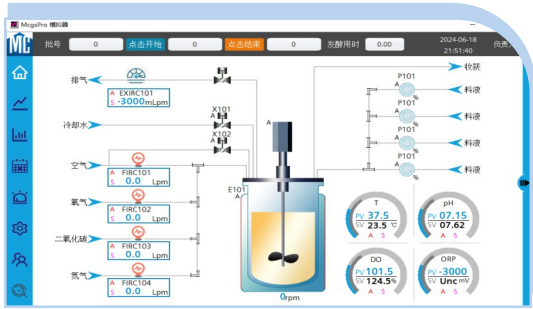 McgsPro 模拟器
批号 0 点击开始 0 点击结束 0 发酵用时 0.00 2024-06-18 21:51:40 负责人
排气
A EXIRC101
S -3000 mLpm
冷却水
X101
A
X102
A
空气
A FIRC101
S 0.0 Lpm
氧气
A FIRC102
S 0.0 Lpm
二氧化碳
A FIRC103
S 0.0 Lpm
氮气
A FIRC104
S 0.0 Lpm
E101
A
A
0rpm
收获
P101
A %
料液
P101
A %
料液
P101
A %
料液
P101
A %
料液
T
PV 37.5
SV 23.5 ℃
A S
pH
PV 07.15
SV 07.62
A S
DO
PV 101.5
SV 124.5%
A S
ORP
PV -3000
SV Unc mV
A S